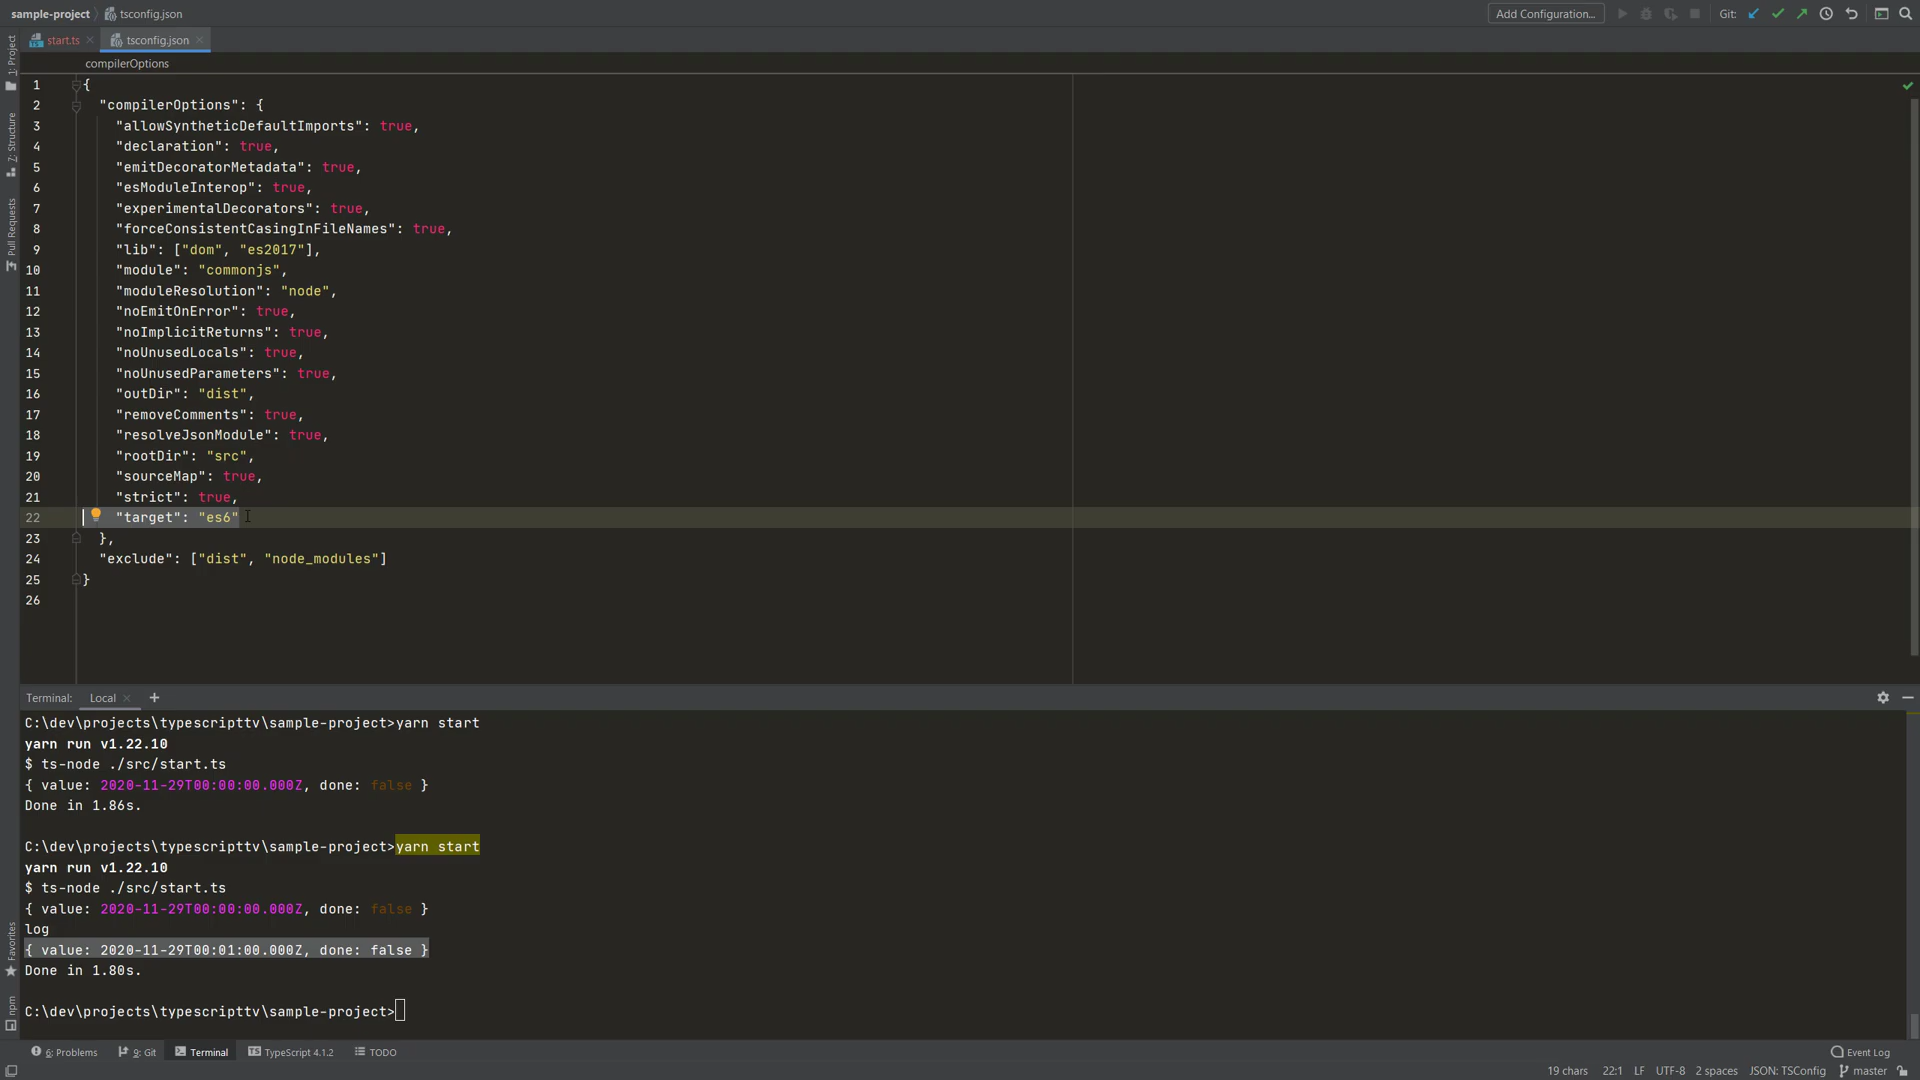 sample-project
tsconfig.json
Add Configuration...
Git:
start.ts
tsconfig.json
1: Project
compilerOptions
1 {
2 "compilerOptions": {
3 "allowSyntheticDefaultImports": true,
4 "declaration": true,
5 "emitDecoratorMetadata": true,
6 "esModuleInterop": true,
7 "experimentalDecorators": true,
8 "forceConsistentCasingInFileNames": true,
9 "lib": ["dom", "es2017"],
10 "module": "commonjs",
11 "moduleResolution": "node",
12 "noEmitOnError": true,
13 "noImplicitReturns": true,
14 "noUnusedLocals": true,
15 "noUnusedParameters": true,
16 "outDir": "dist",
17 "removeComments": true,
18 "resolveJsonModule": true,
19 "rootDir": "src",
20 "sourceMap": true,
21 "strict": true,
22 "target": "es6"
23 },
24 "exclude": ["dist", "node_modules"]
25 }
26
Z: Structure
Pull Requests
Terminal: Local
C:\dev\projects\typescripttv\sample-project>yarn start
yarn run v1.22.10
$ ts-node ./src/start.ts
{ value: 2020-11-29T00:00:00.000Z, done: false }
Done in 1.86s.
C:\dev\projects\typescripttv\sample-project>yarn start
yarn run v1.22.10
$ ts-node ./src/start.ts
{ value: 2020-11-29T00:00:00.000Z, done: false }
log
{ value: 2020-11-29T00:01:00.000Z, done: false }
Done in 1.80s.
C:\dev\projects\typescripttv\sample-project>
Favorites
npm
6: Problems
9: Git
Terminal
TypeScript 4.1.2
TODO
Event Log
19 chars
22:1
LF
UTF-8
2 spaces
JSON: TSConfig
master